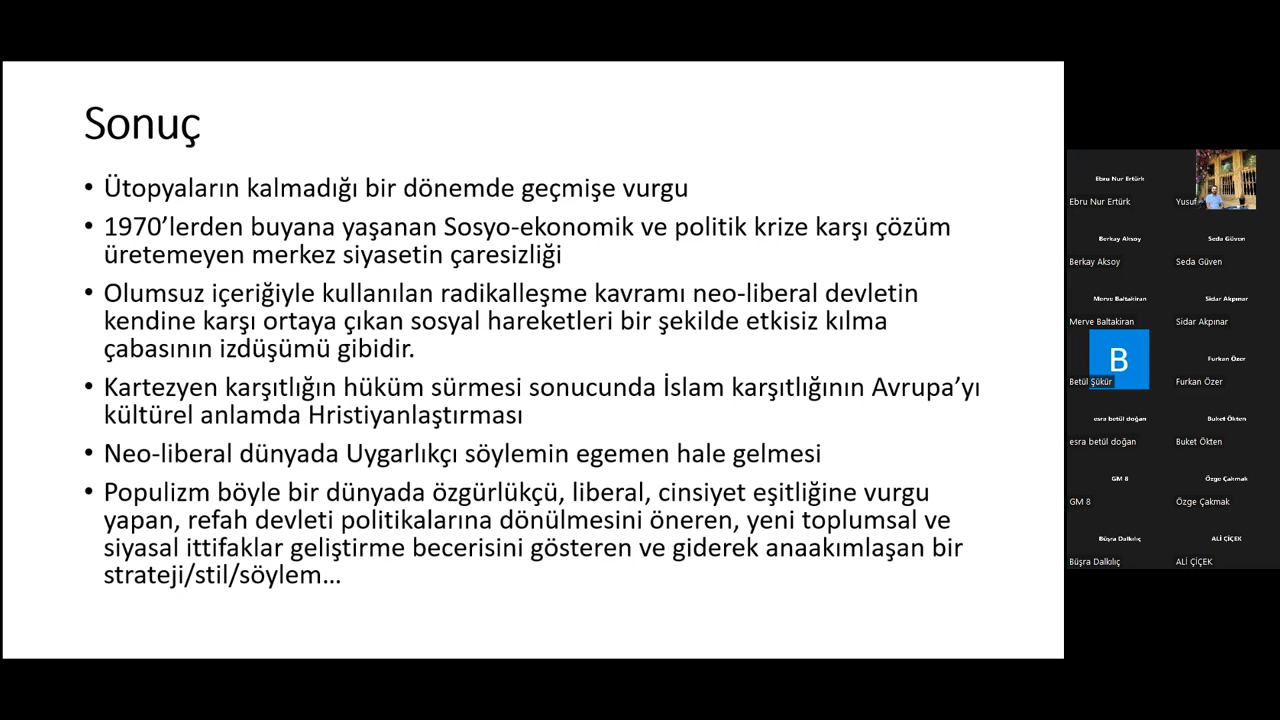 Sonuç
• Ütopyaların kalmadığı bir dönemde geçmişe vurgu
• 1970’lerden buyana yaşanan Sosyo-ekonomik ve politik krize karşı çözüm
üretemeyen merkez siyasetin çaresizliği
• Olumsuz içeriğiyle kullanılan radikalleşme kavramı neo-liberal devletin
kendine karşı ortaya çıkan sosyal hareketleri bir şekilde etkisiz kılma
çabasının izdüşümü gibidir.
• Kartezyen karşıtlığın hüküm sürmesi sonucunda İslam karşıtlığının Avrupa’yı
kültürel anlamda Hristiyanlaştırması
• Neo-liberal dünyada Uygarlıkçı söylemin egemen hale gelmesi
• Populizm böyle bir dünyada özgürlükçü, liberal, cinsiyet eşitliğine vurgu
yapan, refah devleti politikalarına dönülmesini öneren, yeni toplumsal ve
siyasal ittifaklar geliştirme becerisini gösteren ve giderek anaakımlaşan bir
strateji/stil/söylem...
Ebru Nur Ertürk
Ebru Nur Ertürk
Yusuf
Berkay Aksoy
Seda Güven
Berkay Aksoy
Seda Güven
Merve Baltakiran
Sidar Akpınar
Merve Baltakiran
Sidar Akpınar
B
Furkan Özer
Betül Şükür
Furkan Özer
esra betül doğan
Buket Ökten
esra betül doğan
Buket Ökten
GM 8
Özge Çakmak
GM 8
Özge Çakmak
Büşra Dalkılıç
ALİ ÇİÇEK
Büşra Dalkılıç
ALİ ÇİÇEK